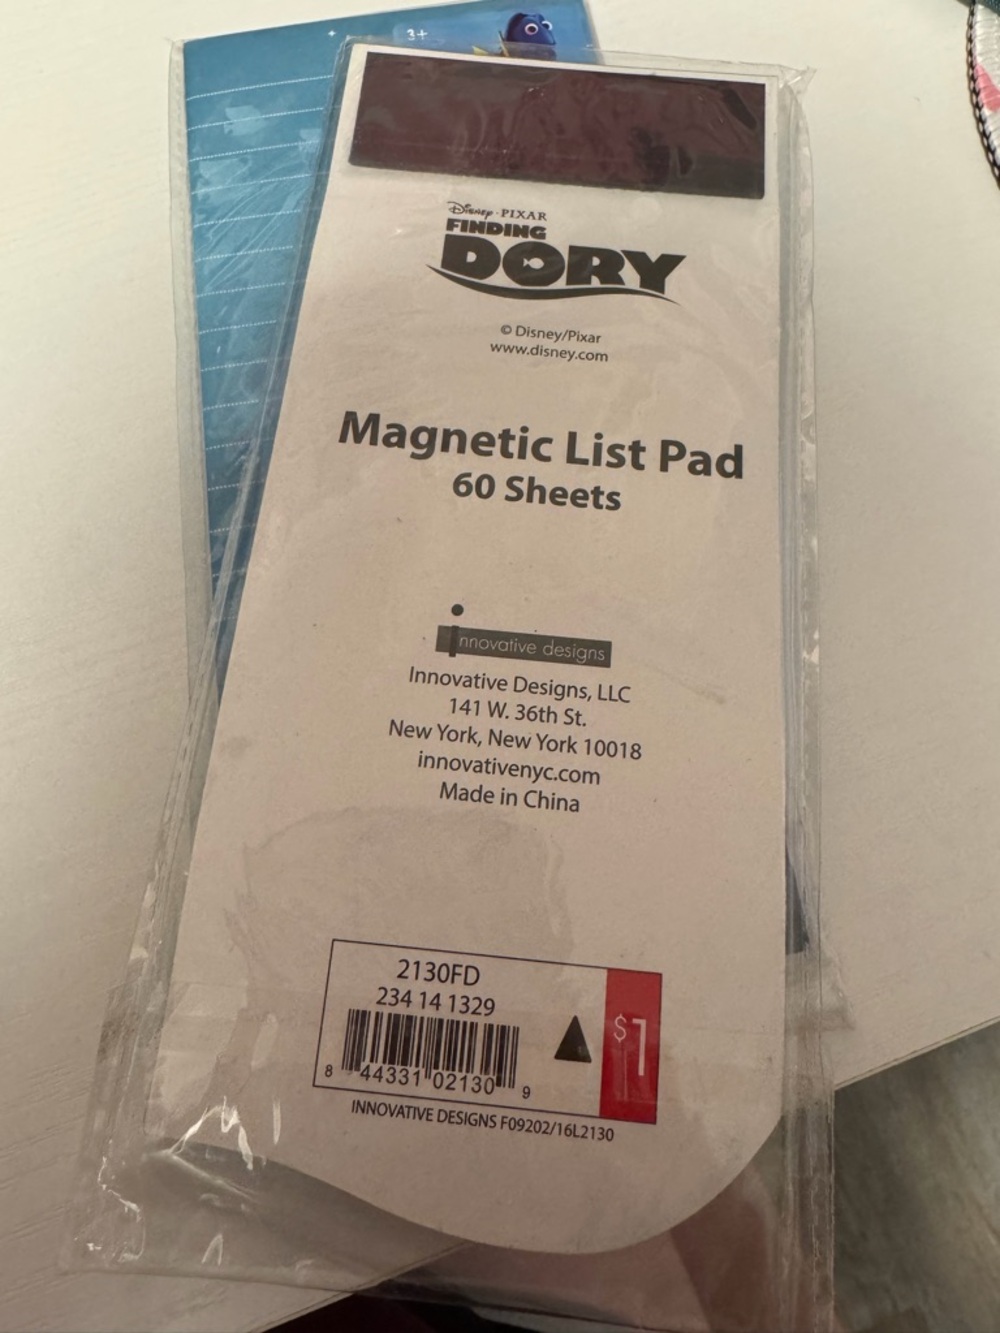 3+
Disney · PIXAR
FINDING
DORY
© Disney/Pixar
www.disney.com
Magnetic List Pad
60 Sheets
innovative designs
Innovative Designs, LLC
141 W. 36th St.
New York, New York 10018
innovativenyc.com
Made in China
2130FD
234 14 1329
$1
8 44331 02130 9
INNOVATIVE DESIGNS F09202/16L2130